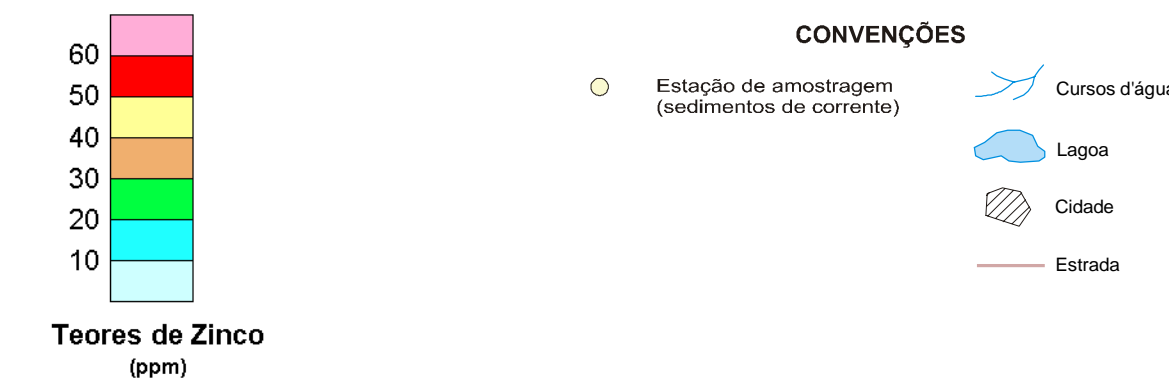 60
50
40
30
20
10
Teores de Zinco
(ppm)
CONVENÇÕES
Estação de amostragem
(sedimentos de corrente)
Cursos d'água
Lagoa
Cidade
Estrada